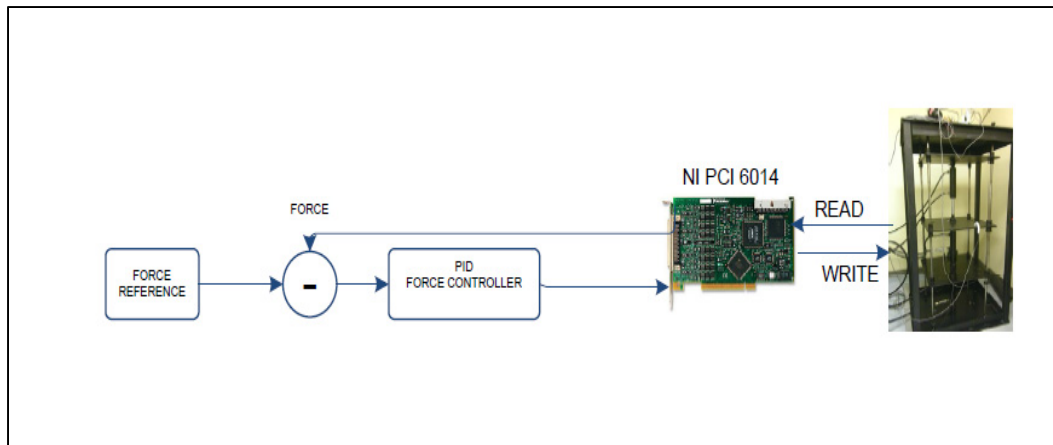 NI PCI 6014
FORCE
READ
FORCE
REFERENCE
-
PID
FORCE CONTROLLER
WRITE